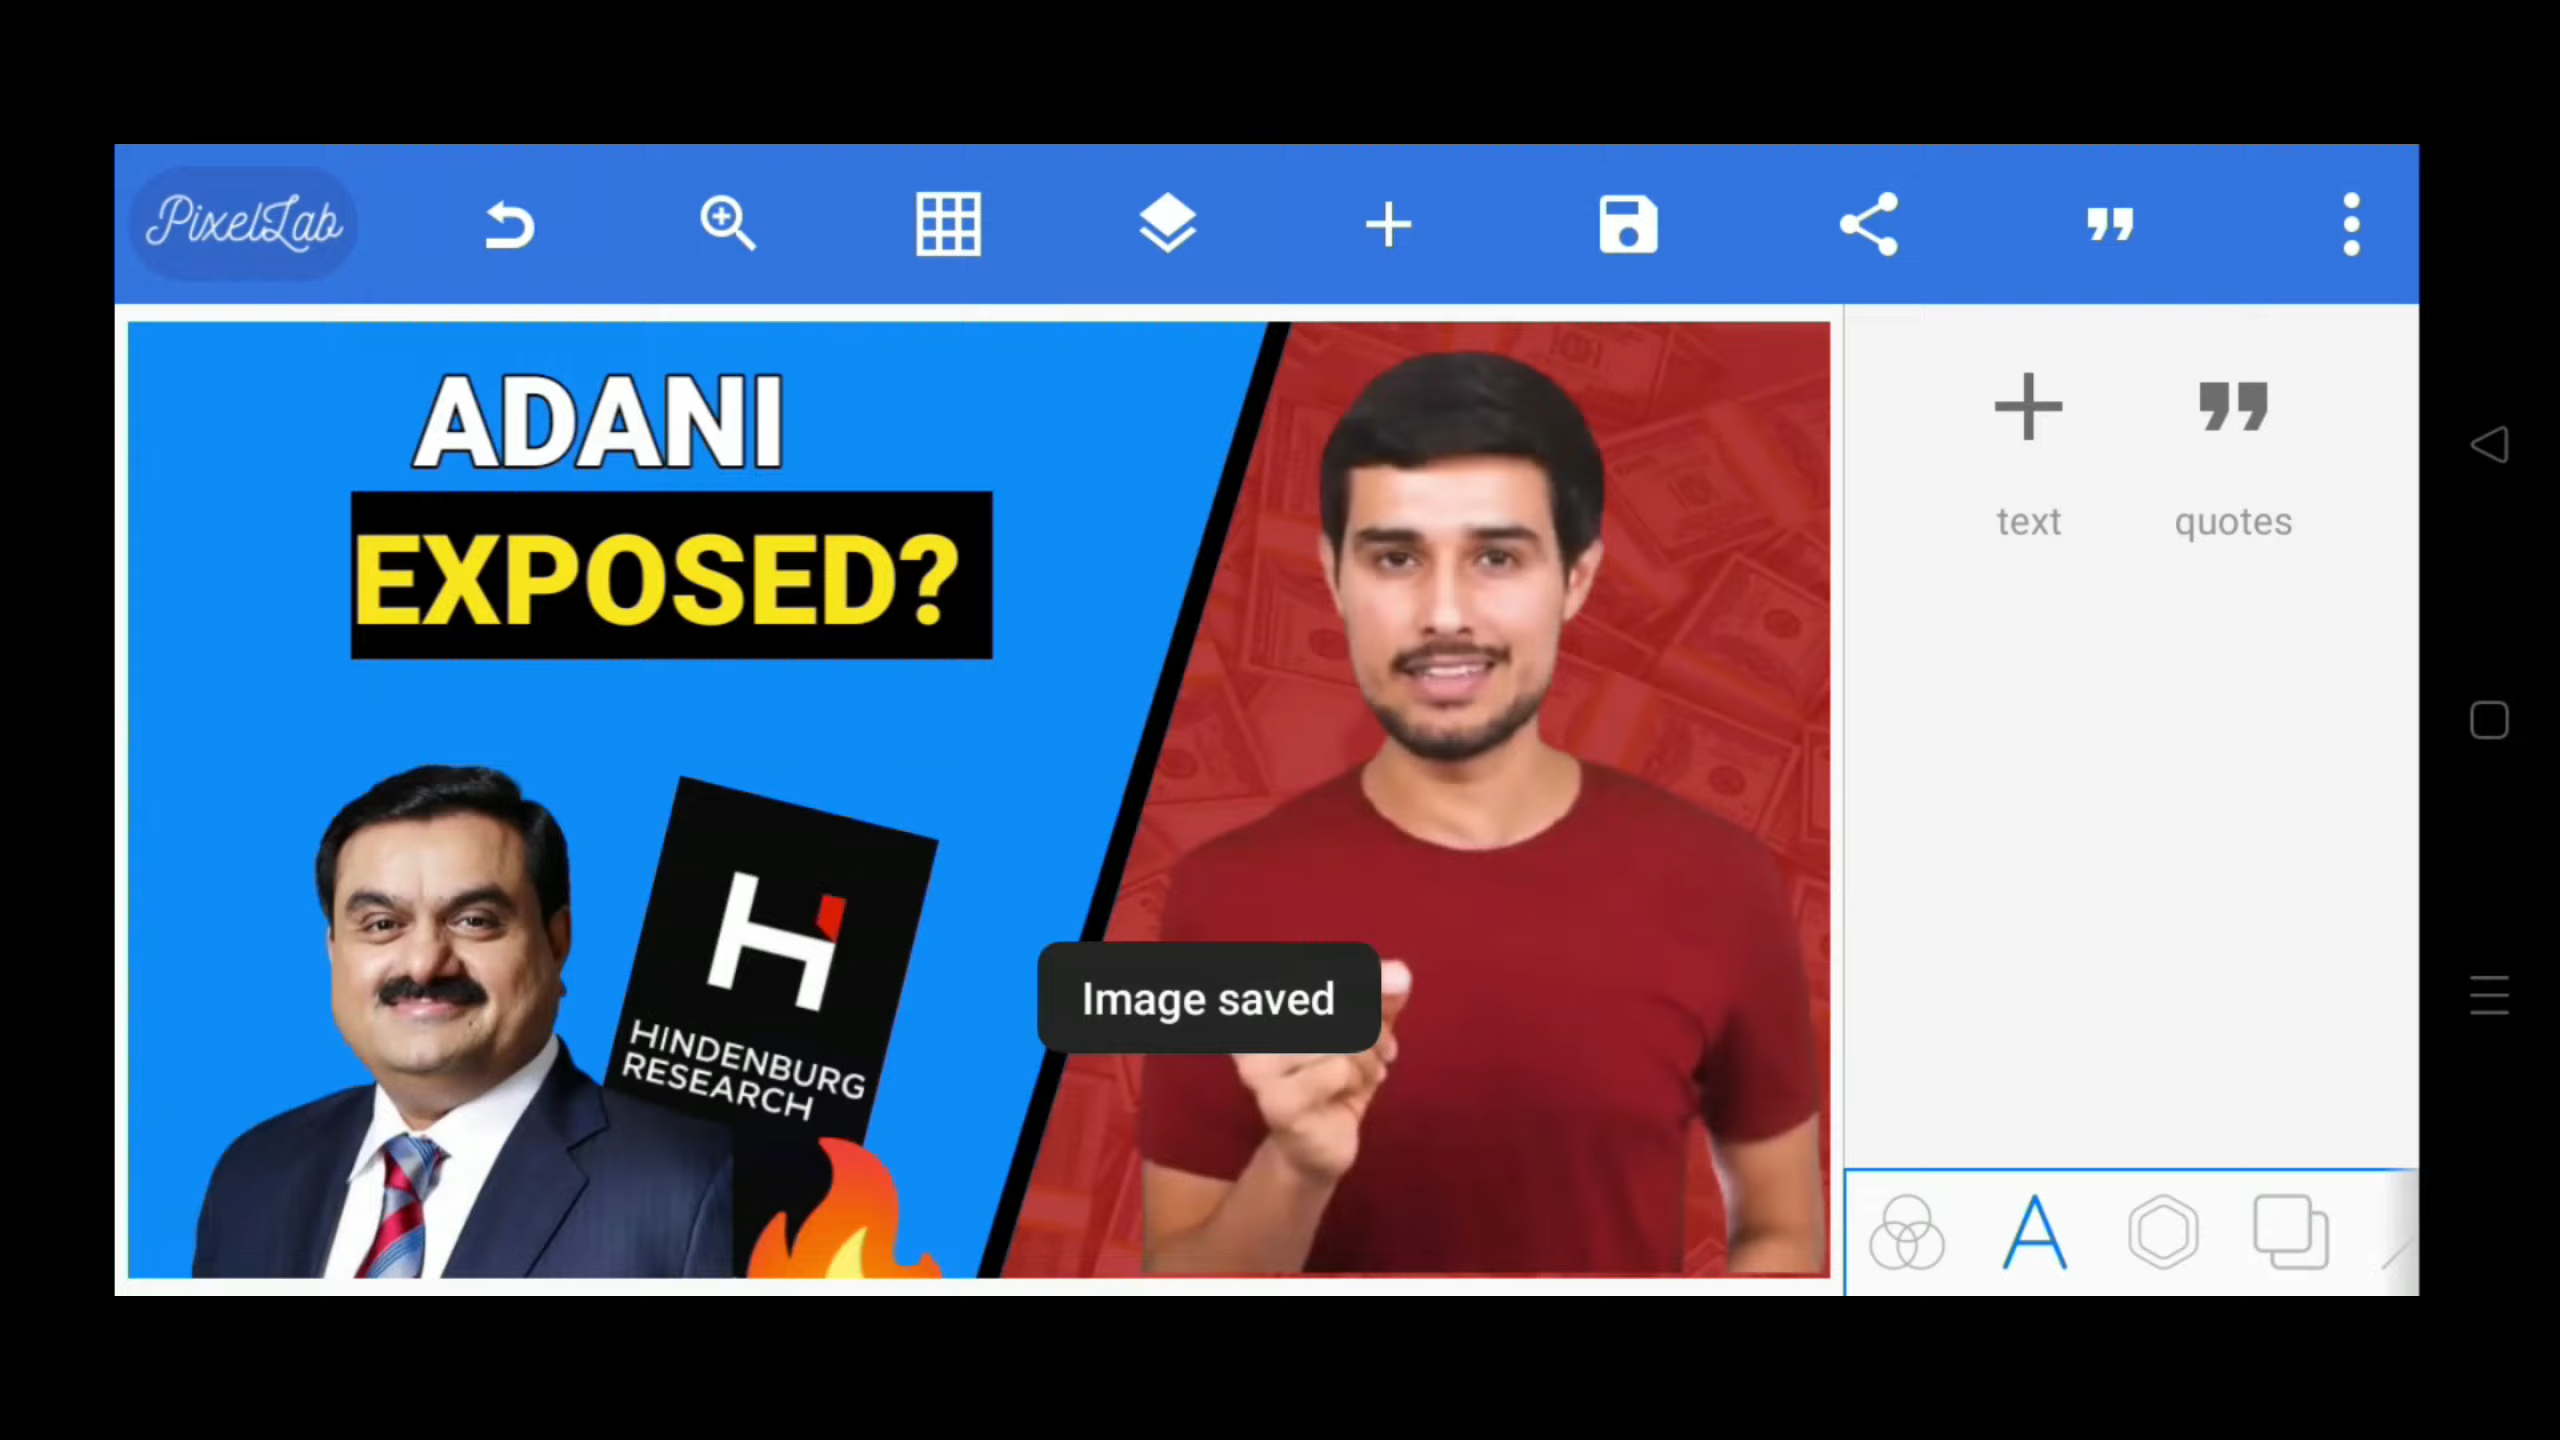 PixelLab
ADANI
EXPOSED?
text
quotes
HINDENBURG
RESEARCH
Image saved